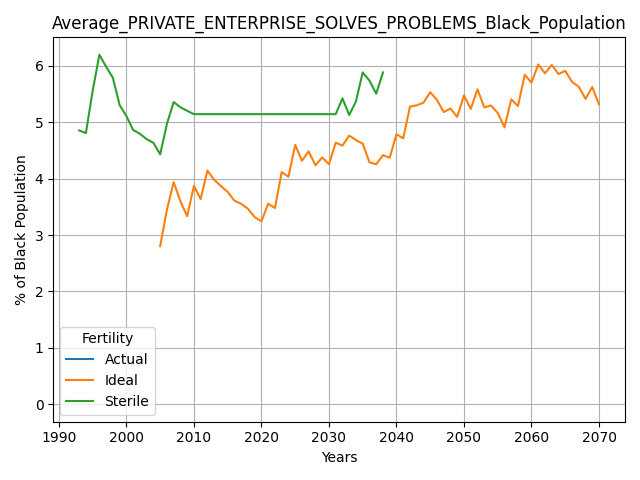 Average_PRIVATE_ENTERPRISE_SOLVES_PROBLEMS_Black_Population
% of Black Population
6
5
4
3
2
1
0
Fertility
Actual
Ideal
Sterile
1990 2000 2010 2020 2030 2040 2050 2060 2070
Years